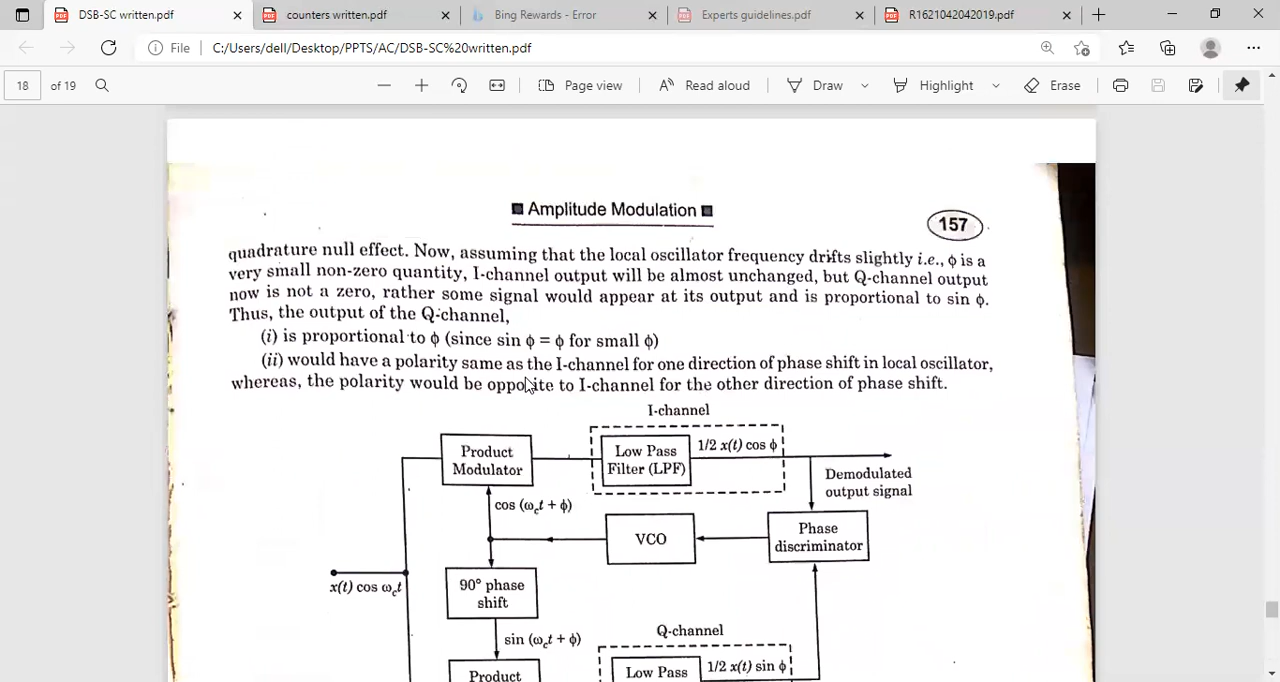 DSB-SC written.pdf
counters written.pdf
Bing Rewards - Error
Experts guidelines.pdf
R1621042042019.pdf
File
C:/Users/dell/Desktop/PPTS/AC/DSB-SC%20written.pdf
18 of 19
Page view
Read aloud
Draw
Highlight
Erase
Amplitude Modulation
157
quadrature null effect. Now, assuming that the local oscillator frequency drifts slightly i.e., ϕ is a
very small non-zero quantity, I-channel output will be almost unchanged, but Q-channel output
now is not a zero, rather some signal would appear at its output and is proportional to sin ϕ.
Thus, the output of the Q-channel,
(i) is proportional to ϕ (since sin ϕ = ϕ for small ϕ)
(ii) would have a polarity same as the I-channel for one direction of phase shift in local oscillator,
whereas, the polarity would be opposite to I-channel for the other direction of phase shift.
I-channel
Product
Modulator
Low Pass
Filter (LPF)
1/2 x(t) cos ϕ
Demodulated
output signal
cos (ω_ct + ϕ)
VCO
Phase
discriminator
x(t) cos ω_ct
90° phase
shift
sin (ω_ct + ϕ)
Q-channel
Product
Low Pass
1/2 x(t) sin ϕ